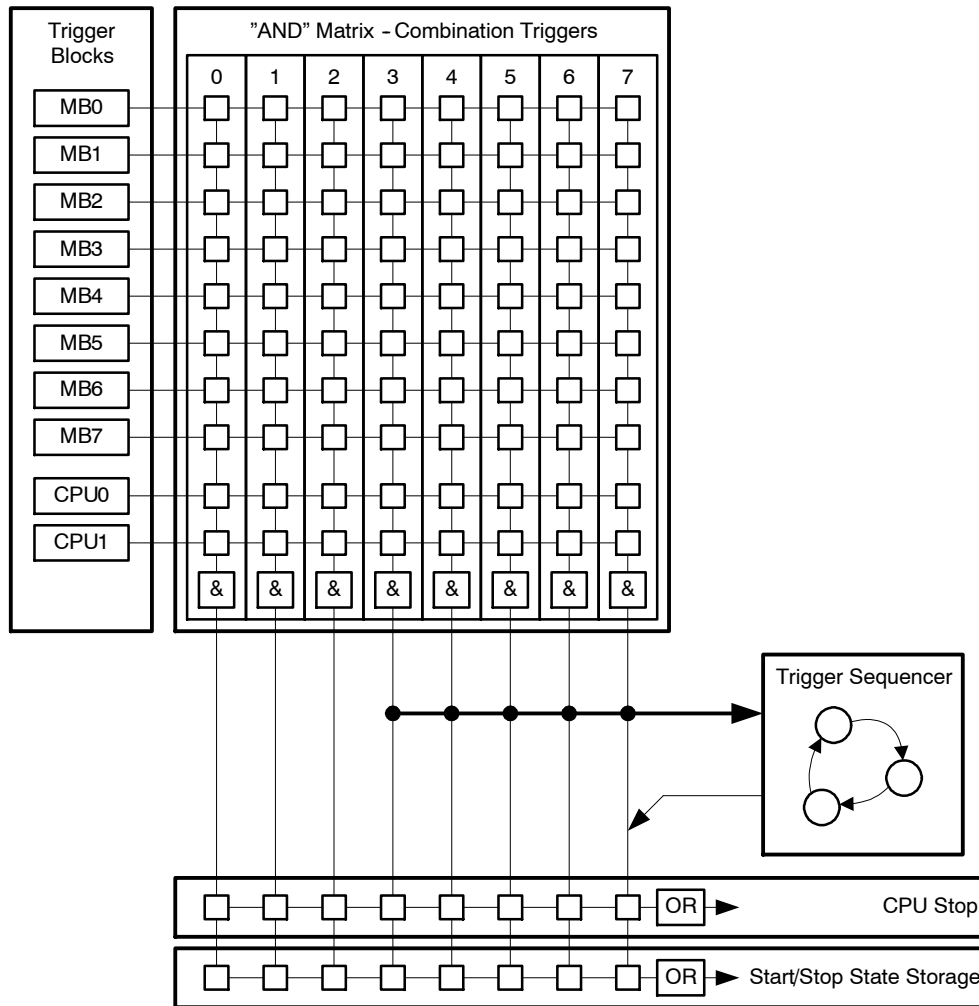 Trigger
Blocks
"AND" Matrix - Combination Triggers
0 1 2 3 4 5 6 7
MB0
MB1
MB2
MB3
MB4
MB5
MB6
MB7
CPU0
CPU1
& & & & & & & &
Trigger Sequencer
OR CPU Stop
OR Start/Stop State Storage